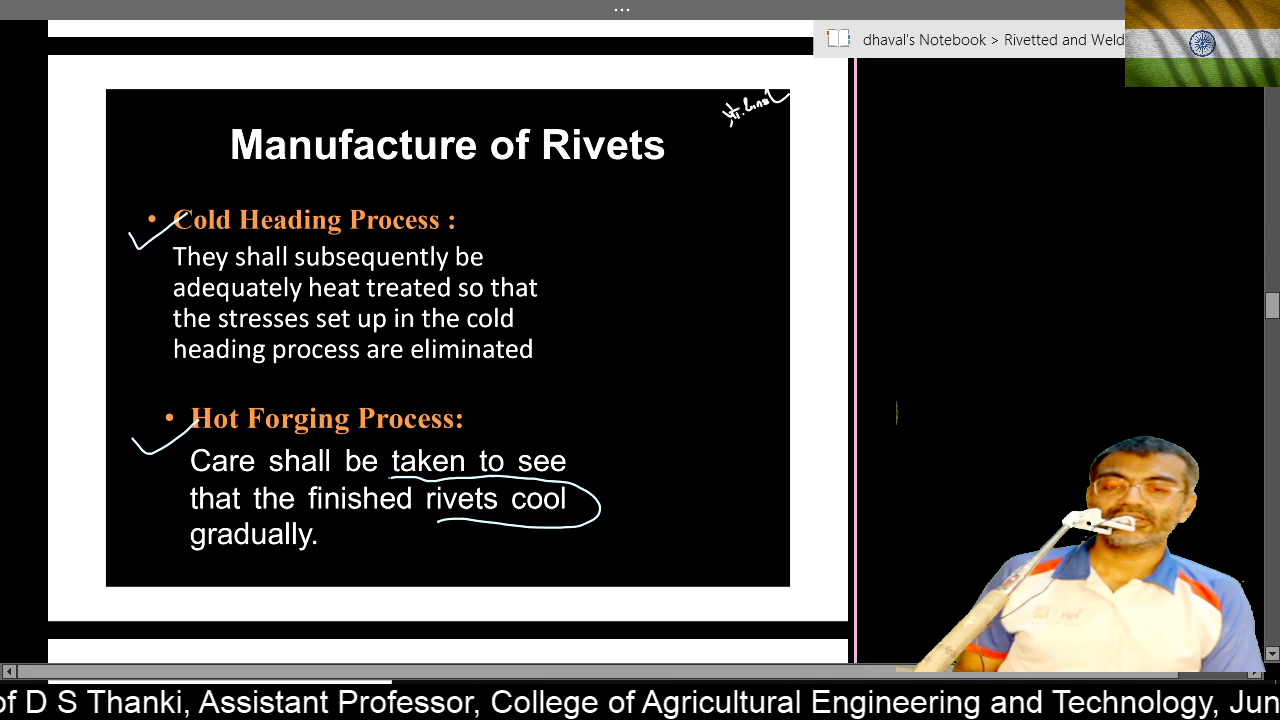 ...
dhaval's Notebook > Rivetted and Weld
Manufacture of Rivets
• Cold Heading Process :
They shall subsequently be
adequately heat treated so that
the stresses set up in the cold
heading process are eliminated
• Hot Forging Process:
Care shall be taken to see
that the finished rivets cool
gradually.
of D S Thanki, Assistant Professor, College of Agricultural Engineering and Technology, Jun